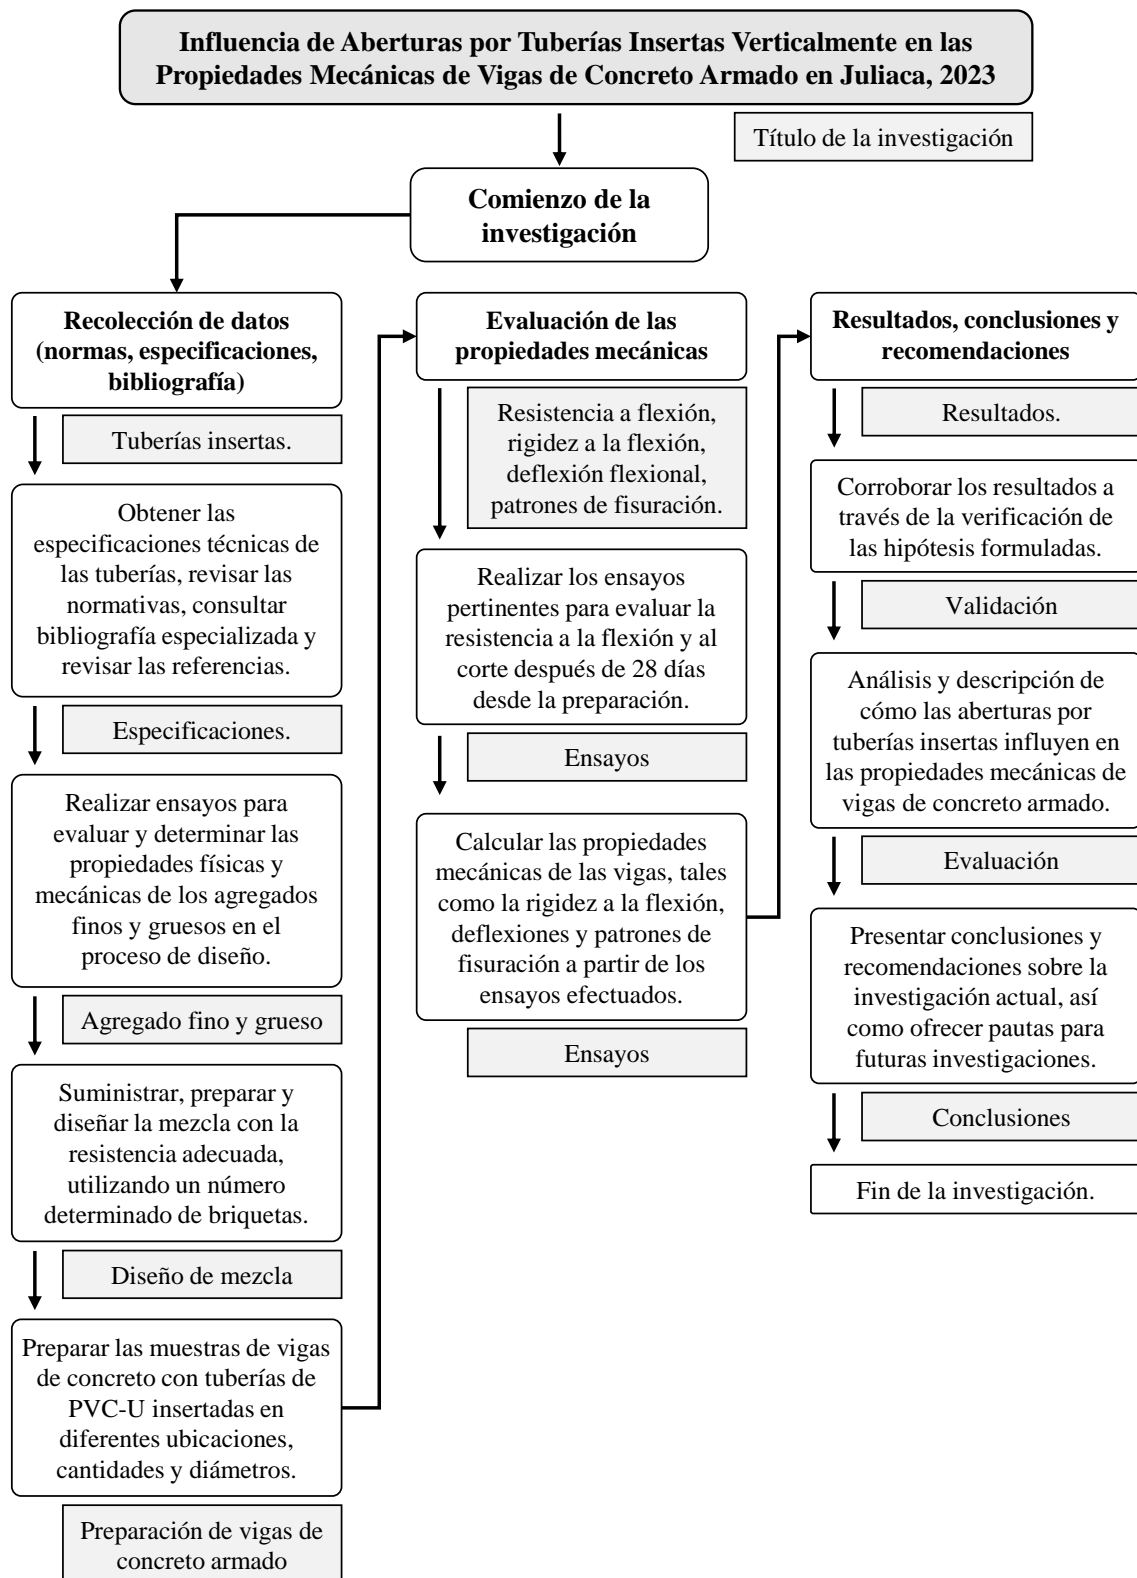 Influencia de Aberturas por Tuberías Insertas Verticalmente en las
Propiedades Mecánicas de Vigas de Concreto Armado en Juliaca, 2023
Título de la investigación
Comienzo de la
investigación
Recolección de datos
(normas, especificaciones,
bibliografía)
Tuberías insertas.
Obtener las
especificaciones técnicas de
las tuberías, revisar las
normativas, consultar
bibliografía especializada y
revisar las referencias.
Especificaciones.
Realizar ensayos para
evaluar y determinar las
propiedades físicas y
mecánicas de los agregados
finos y gruesos en el
proceso de diseño.
Agregado fino y grueso
Suministrar, preparar y
diseñar la mezcla con la
resistencia adecuada,
utilizando un número
determinado de briquetas.
Diseño de mezcla
Preparar las muestras de vigas
de concreto con tuberías de
PVC-U insertadas en
diferentes ubicaciones,
cantidades y diámetros.
Preparación de vigas de
concreto armado
Evaluación de las
propiedades mecánicas
Resistencia a flexión,
rigidez a la flexión,
deflexión flexional,
patrones de fisuración.
Realizar los ensayos
pertinentes para evaluar la
resistencia a la flexión y al
corte después de 28 días
desde la preparación.
Ensayos
Calcular las propiedades
mecánicas de las vigas, tales
como la rigidez a la flexión,
deflexiones y patrones de
fisuración a partir de los
ensayos efectuados.
Ensayos
Resultados, conclusiones y
recomendaciones
Resultados.
Corroborar los resultados a
través de la verificación de
las hipótesis formuladas.
Validación
Análisis y descripción de
cómo las aberturas por
tuberías insertas influyen en
las propiedades mecánicas de
vigas de concreto armado.
Evaluación
Presentar conclusiones y
recomendaciones sobre la
investigación actual, así
como ofrecer pautas para
futuras investigaciones.
Conclusiones
Fin de la investigación.